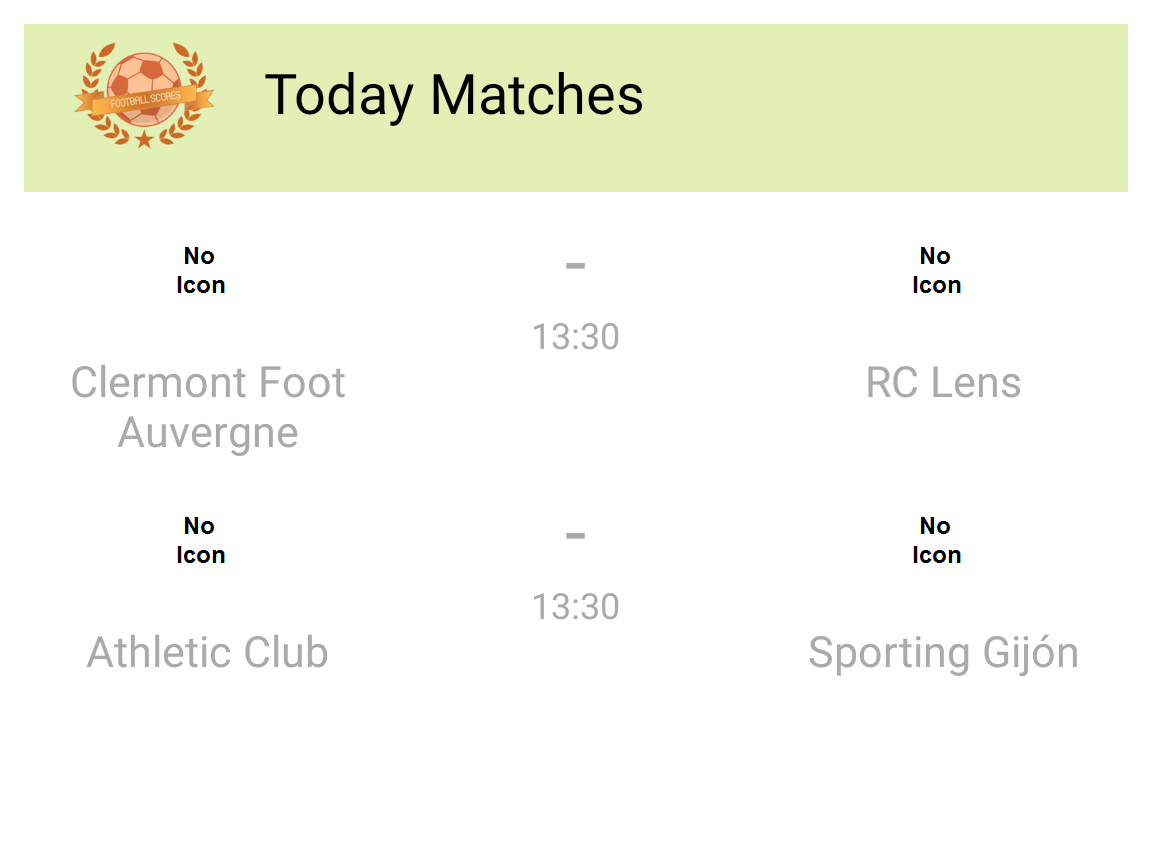 FOOTBALL SCORES
Today Matches
No
Icon
-
No
Icon
13:30
Clermont Foot
Auvergne
RC Lens
No
Icon
-
No
Icon
13:30
Athletic Club
Sporting Gijón